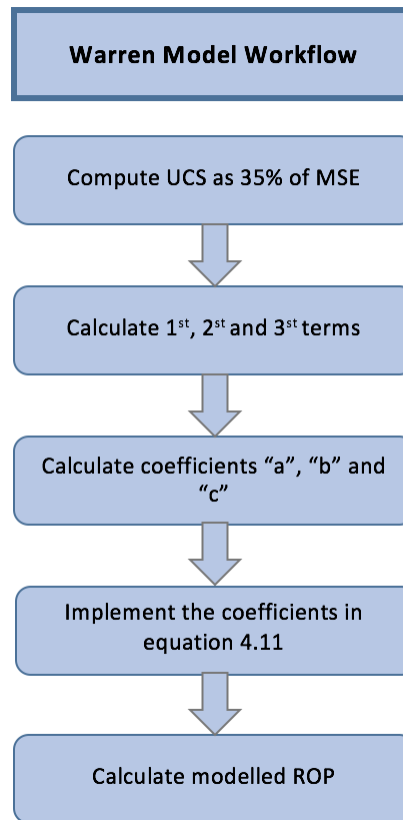 Warren Model Workflow
Compute UCS as 35% of MSE
Calculate 1st, 2st and 3st terms
Calculate coefficients “a”, “b” and
“c”
Implement the coefficients in
equation 4.11
Calculate modelled ROP